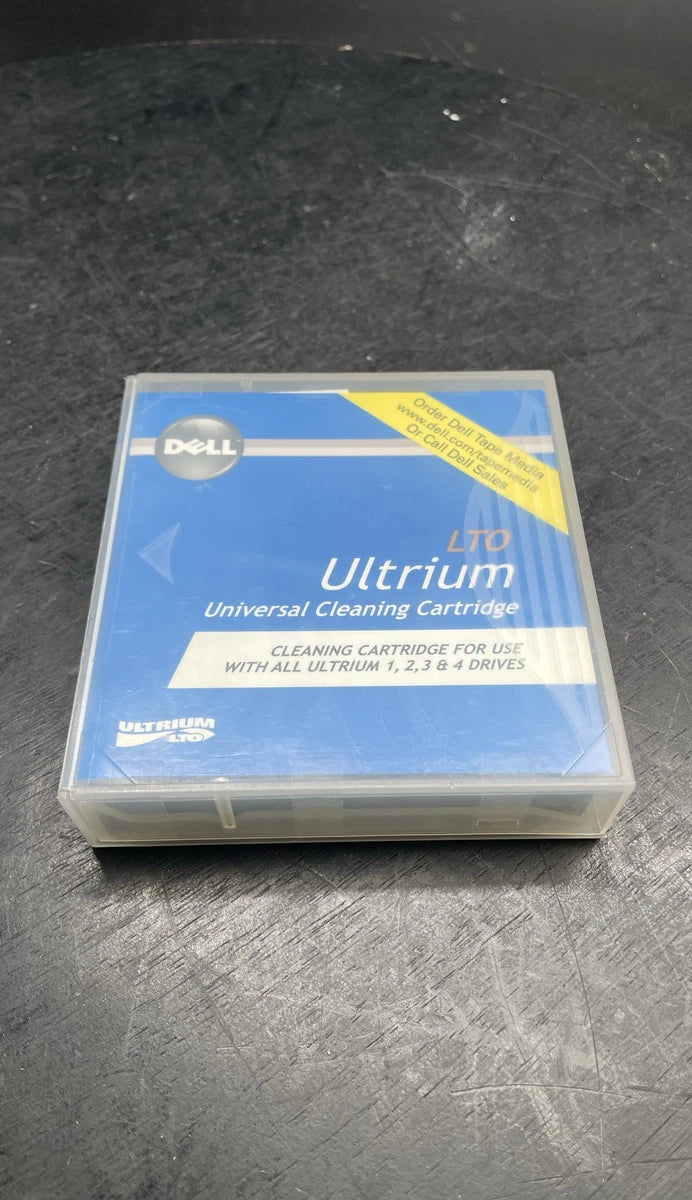 DELL
Order Dell Tape Media
www.dell.com/tapemedia
Or Call Dell Sales
LTO
Ultrium
Universal Cleaning Cartridge
CLEANING CARTRIDGE FOR USE
WITH ALL ULTRIUM 1, 2,3 & 4 DRIVES
ULTRIUM
LTO